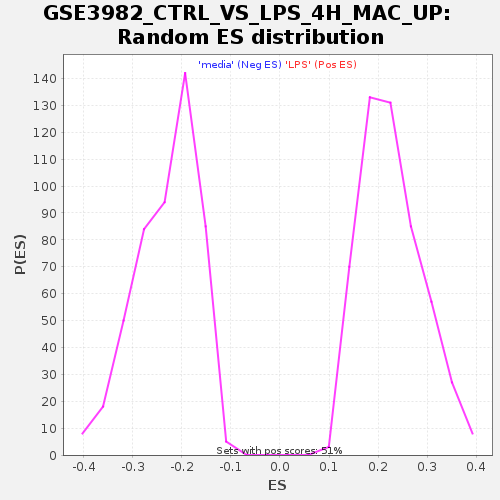 GSE3982_CTRL_VS_LPS_4H_MAC_UP:
Random ES distribution
'media' (Neg ES) 'LPS' (Pos ES)
140
130
120
110
100
90
80
70
60
50
40
30
20
10
0
P(ES)
Sets with pos scores: 51%
-0.4 -0.3 -0.2 -0.1 0.0 0.1 0.2 0.3 0.4
ES